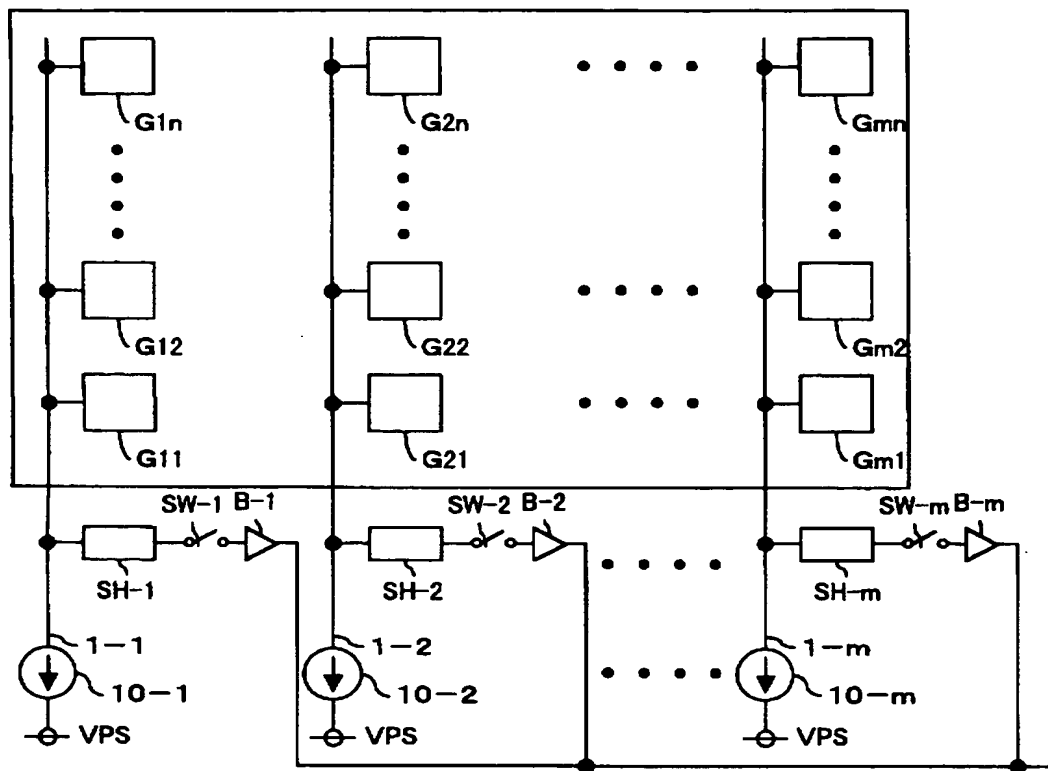 G1n G2n Gmn
G12 G22 Gm2
G11 G21 Gm1
SW-1 B-1 SW-2 B-2 SW-m B-m
SH-1 SH-2 SH-m
1-1 1-2 1-m
10-1 10-2 10-m
VPS VPS VPS